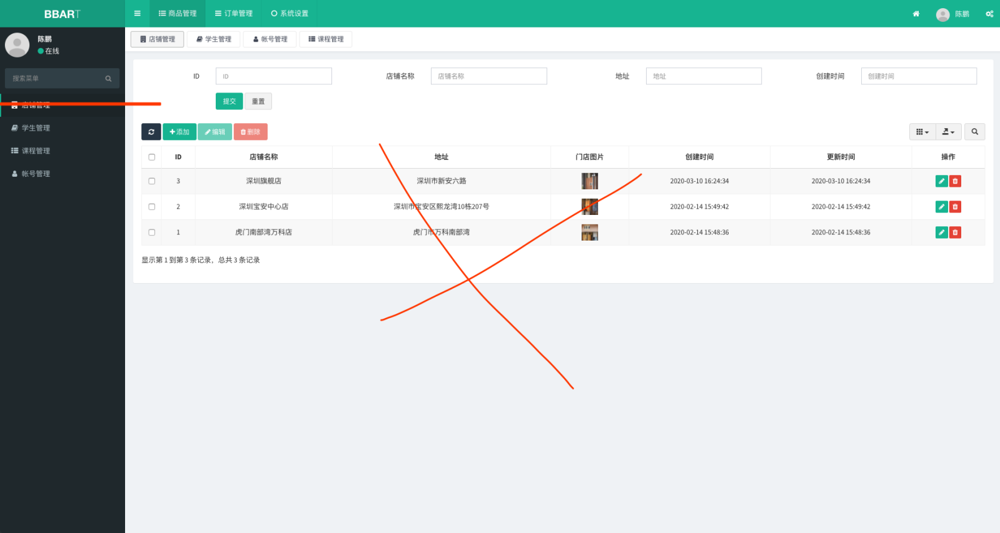 BBART 商品管理 订单管理 系统设置 陈鹏
陈鹏
在线
搜索菜单
店铺管理
学生管理
课程管理
帐号管理
店铺管理 学生管理 帐号管理 课程管理
ID ID 店铺名称 店铺名称 地址 地址 创建时间 创建时间
提交 重置
添加 编辑 删除
ID 店铺名称 地址 门店图片 创建时间 更新时间 操作
3 深圳旗舰店 深圳市新安六路 2020-03-10 16:24:34 2020-03-10 16:24:34
2 深圳宝安中心店 深圳市宝安区熙龙湾10栋207号 2020-02-14 15:49:42 2020-02-14 15:49:42
1 虎门南部湾万科店 虎门市万科南部湾 2020-02-14 15:48:36 2020-02-14 15:48:36
显示第 1 到第 3 条记录，总共 3 条记录